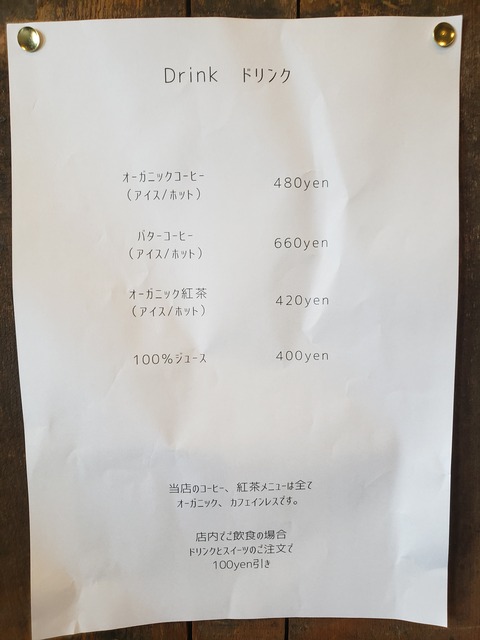 Drink ドリンク
オーガニックコーヒー 480yen
(アイス/ホット)
バターコーヒー 660yen
(アイス/ホット)
オーガニック紅茶 420yen
(アイス/ホット)
100%ジュース 400yen
当店のコーヒー、紅茶メニューは全て
オーガニック、カフェインレスです。
店内でご飲食の場合
ドリンクとスイーツのご注文で
100yen引き